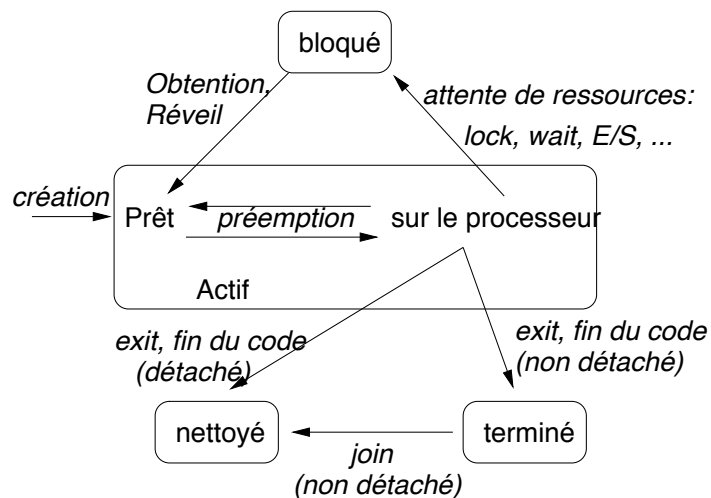 bloqué
Obtention,
Réveil
attente de ressources:
lock, wait, E/S, ...
création
Prêt
préemption
sur le processeur
Actif
exit, fin du code
(détaché)
exit, fin du code
(non détaché)
nettoyé
terminé
join
(non détaché)